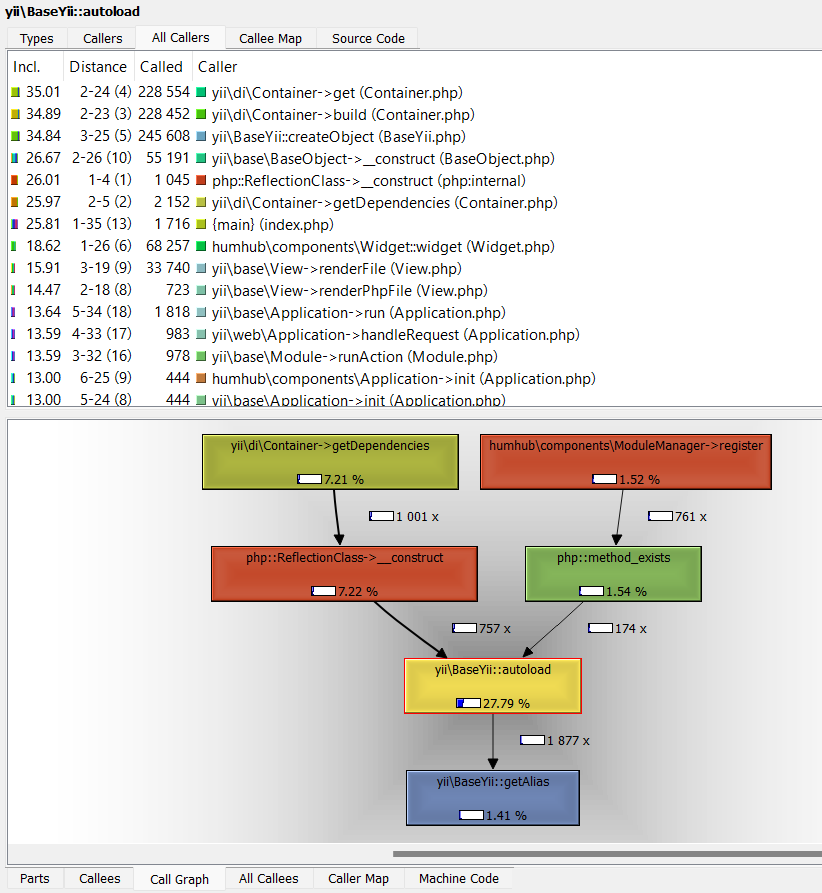 yii\BaseYii::autoload
Types Callers All Callers Callee Map Source Code
Incl. Distance Called Caller
35.01 2-24 (4) 228 554 yii\di\Container->get (Container.php)
34.89 2-23 (3) 228 452 yii\di\Container->build (Container.php)
34.84 3-25 (5) 245 608 yii\BaseYii::createObject (BaseYii.php)
26.67 2-26 (10) 55 191 yii\base\BaseObject->__construct (BaseObject.php)
26.01 1-4 (1) 1 045 php::ReflectionClass->__construct (php:internal)
25.97 2-5 (2) 2 152 yii\di\Container->getDependencies (Container.php)
25.81 1-35 (13) 1 716 {main} (index.php)
18.62 1-26 (6) 68 257 humhub\components\Widget::widget (Widget.php)
15.91 3-19 (9) 33 740 yii\base\View->renderFile (View.php)
14.47 2-18 (8) 723 yii\base\View->renderPhpFile (View.php)
13.64 5-34 (18) 1 818 yii\base\Application->run (Application.php)
13.59 4-33 (17) 983 yii\web\Application->handleRequest (Application.php)
13.59 3-32 (16) 978 yii\base\Module->runAction (Module.php)
13.00 6-25 (9) 444 humhub\components\Application->init (Application.php)
13.00 5-24 (8) 444 yii\base\Application->init (Application.php)
yii\di\Container->getDependencies humhub\components\ModuleManager->register
7.21 % 1.52 %
1 001 x 761 x
php::ReflectionClass->__construct php::method_exists
7.22 % 1.54 %
757 x 174 x
yii\BaseYii::autoload
27.79 %
1 877 x
yii\BaseYii::getAlias
1.41 %
Parts Callees Call Graph All Callees Caller Map Machine Code